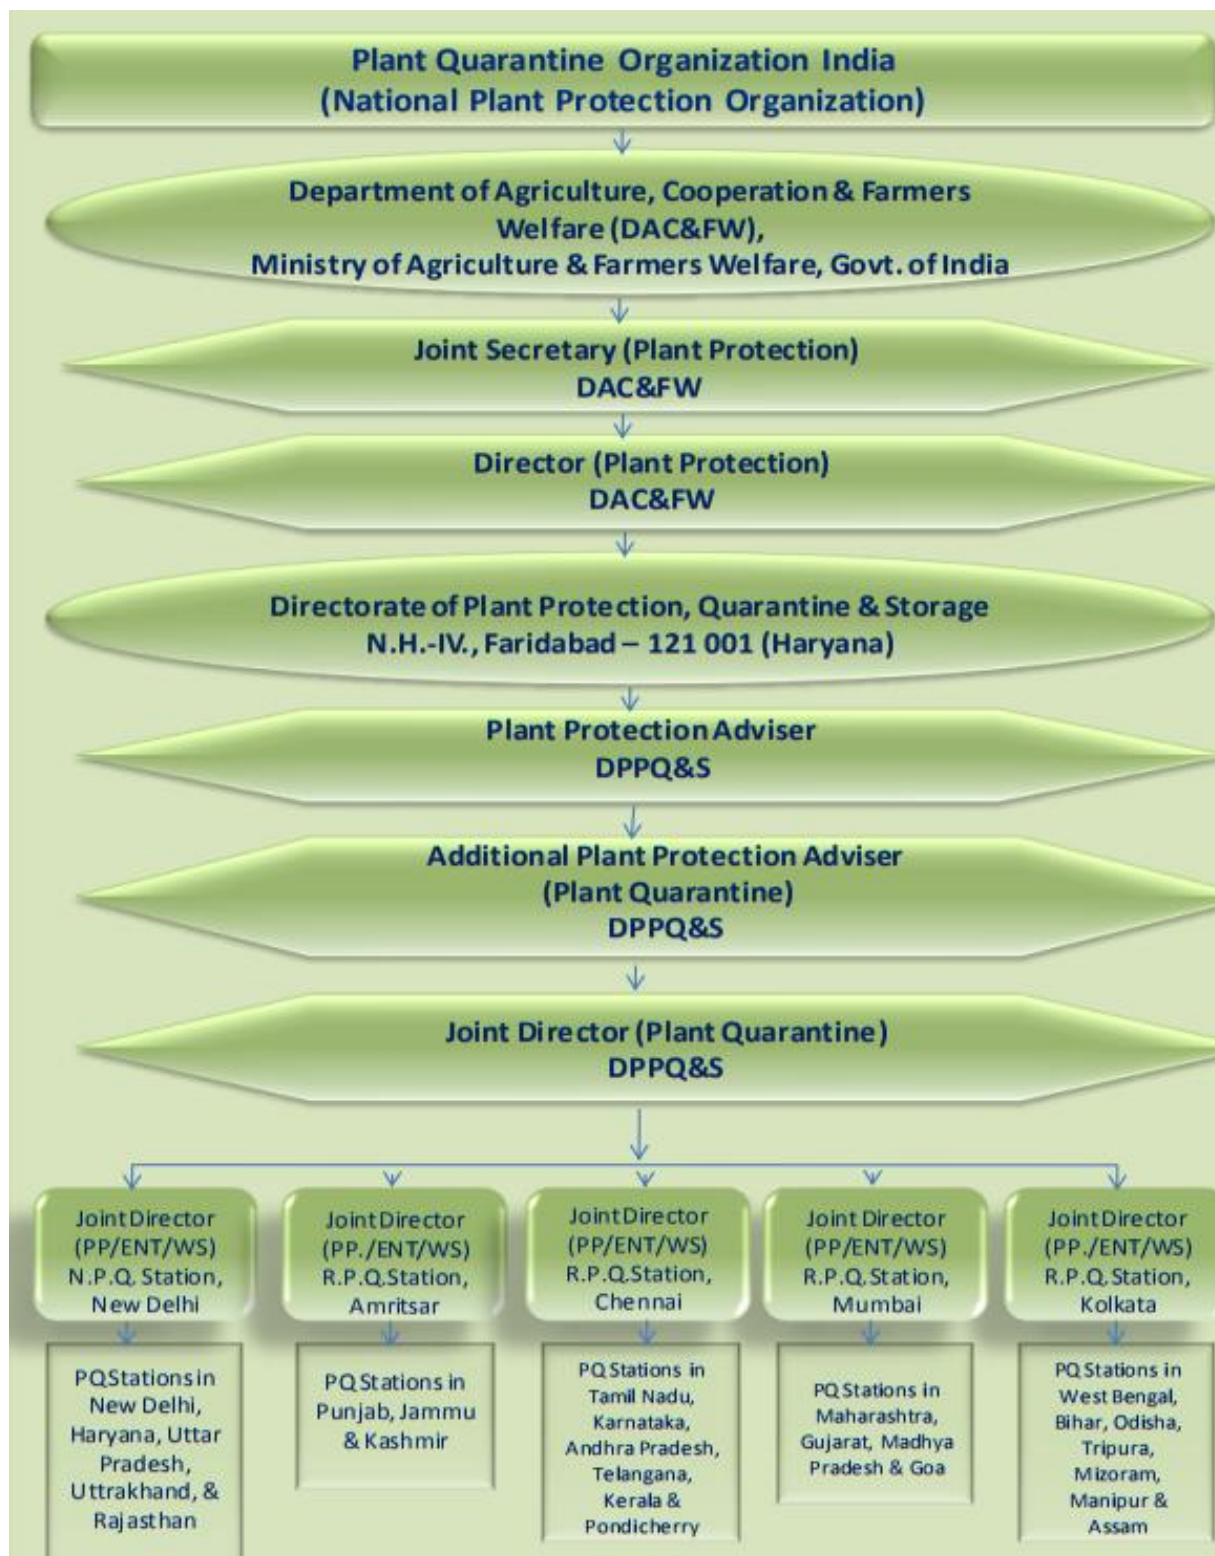 Plant Quarantine Organization India
(National Plant Protection Organization)
Department of Agriculture, Cooperation & Farmers
Welfare (DAC&FW),
Ministry of Agriculture & Farmers Welfare, Govt. of India
Joint Secretary (Plant Protection)
DAC&FW
Director (Plant Protection)
DAC&FW
Directorate of Plant Protection, Quarantine & Storage
N.H.-IV., Faridabad – 121 001 (Haryana)
Plant Protection Adviser
DPPQ&S
Additional Plant Protection Adviser
(Plant Quarantine)
DPPQ&S
Joint Director (Plant Quarantine)
DPPQ&S
Joint Director
(PP/ENT/WS)
N.P.Q. Station,
New Delhi
Joint Director
(PP./ENT/WS)
R.P.Q.Station,
Amritsar
Joint Director
(PP/ENT/WS)
R.P.Q.Station,
Chennai
Joint Director
(PP/ENT/WS)
R.P.Q.Station,
Mumbai
Joint Director
(PP./ENT/WS)
R.P.Q.Station,
Kolkata
PQ Stations in
New Delhi,
Haryana, Uttar
Pradesh,
Uttrakhand, &
Rajasthan
PQ Stations in
Punjab, Jammu
& Kashmir
PQ Stations in
Tamil Nadu,
Karnataka,
Andhra Pradesh,
Telangana,
Kerala &
Pondicherry
PQ Stations in
Maharashtra,
Gujarat, Madhya
Pradesh & Goa
PQ Stations in
West Bengal,
Bihar, Odisha,
Tripura,
Mizoram,
Manipur &
Assam